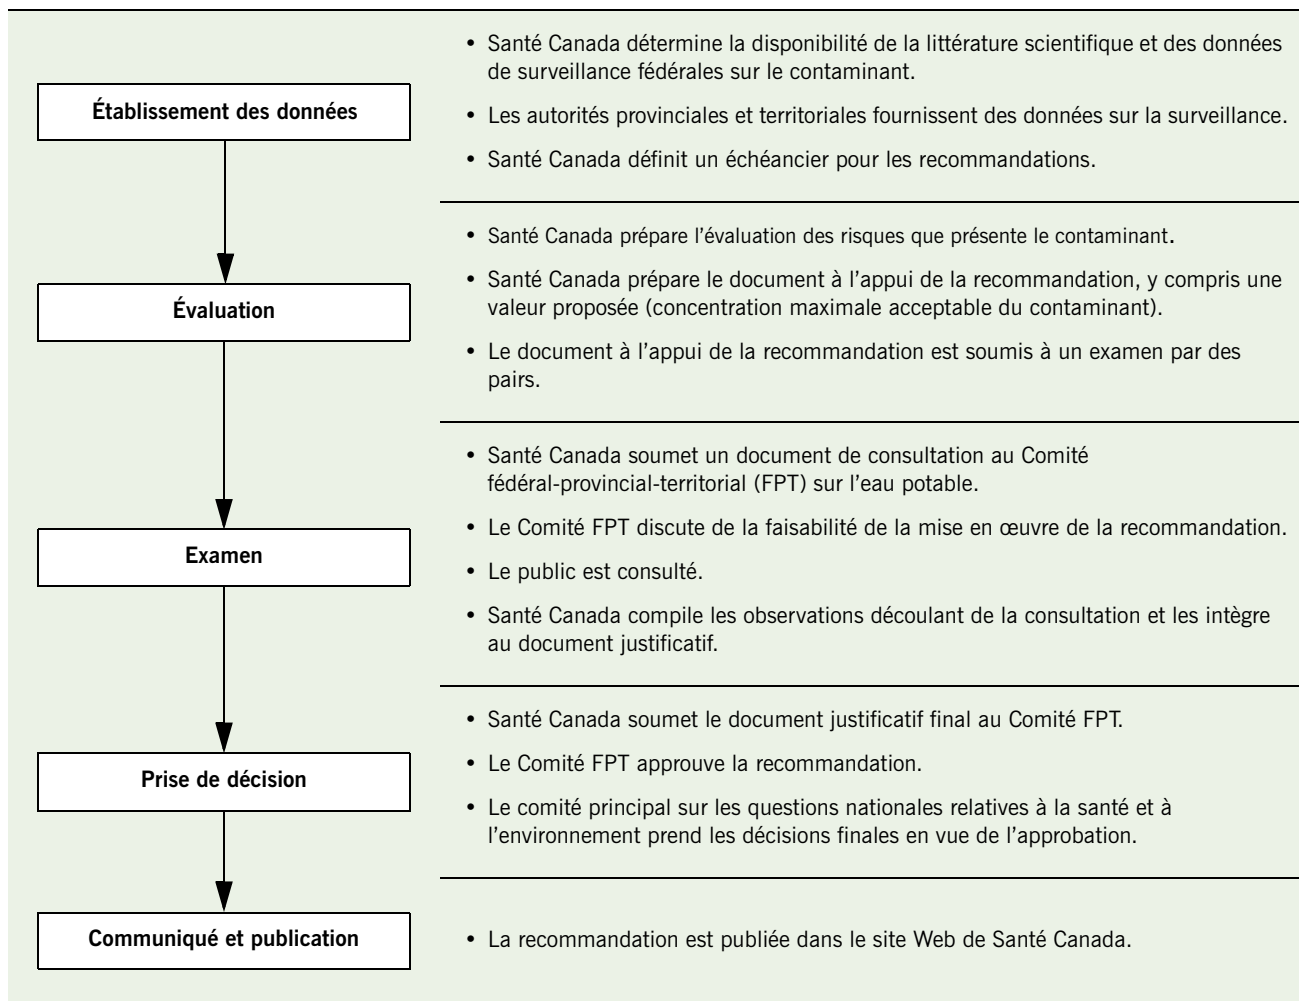 Établissement des données
• Santé Canada détermine la disponibilité de la littérature scientifique et des données
de surveillance fédérales sur le contaminant.
• Les autorités provinciales et territoriales fournissent des données sur la surveillance.
• Santé Canada définit un échéancier pour les recommandations.
Évaluation
• Santé Canada prépare l'évaluation des risques que présente le contaminant.
• Santé Canada prépare le document à l'appui de la recommandation, y compris une
valeur proposée (concentration maximale acceptable du contaminant).
• Le document à l'appui de la recommandation est soumis à un examen par des
pairs.
Examen
• Santé Canada soumet un document de consultation au Comité
fédéral-provincial-territorial (FPT) sur l'eau potable.
• Le Comité FPT discute de la faisabilité de la mise en œuvre de la recommandation.
• Le public est consulté.
• Santé Canada compile les observations découlant de la consultation et les intègre
au document justificatif.
Prise de décision
• Santé Canada soumet le document justificatif final au Comité FPT.
• Le Comité FPT approuve la recommandation.
• Le comité principal sur les questions nationales relatives à la santé et à
l'environnement prend les décisions finales en vue de l'approbation.
Communiqué et publication
• La recommandation est publiée dans le site Web de Santé Canada.